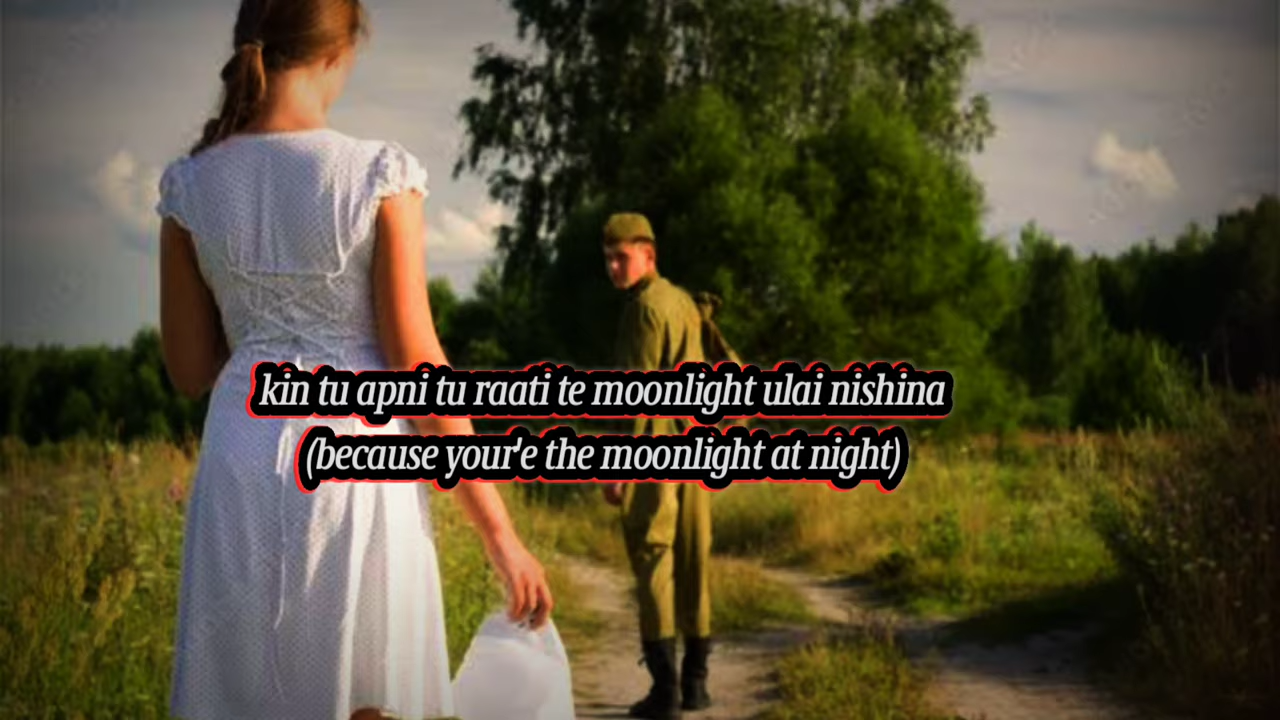 kin tu apni tu raati te moonlight ulai nishina
(because your'e the moonlight at night)